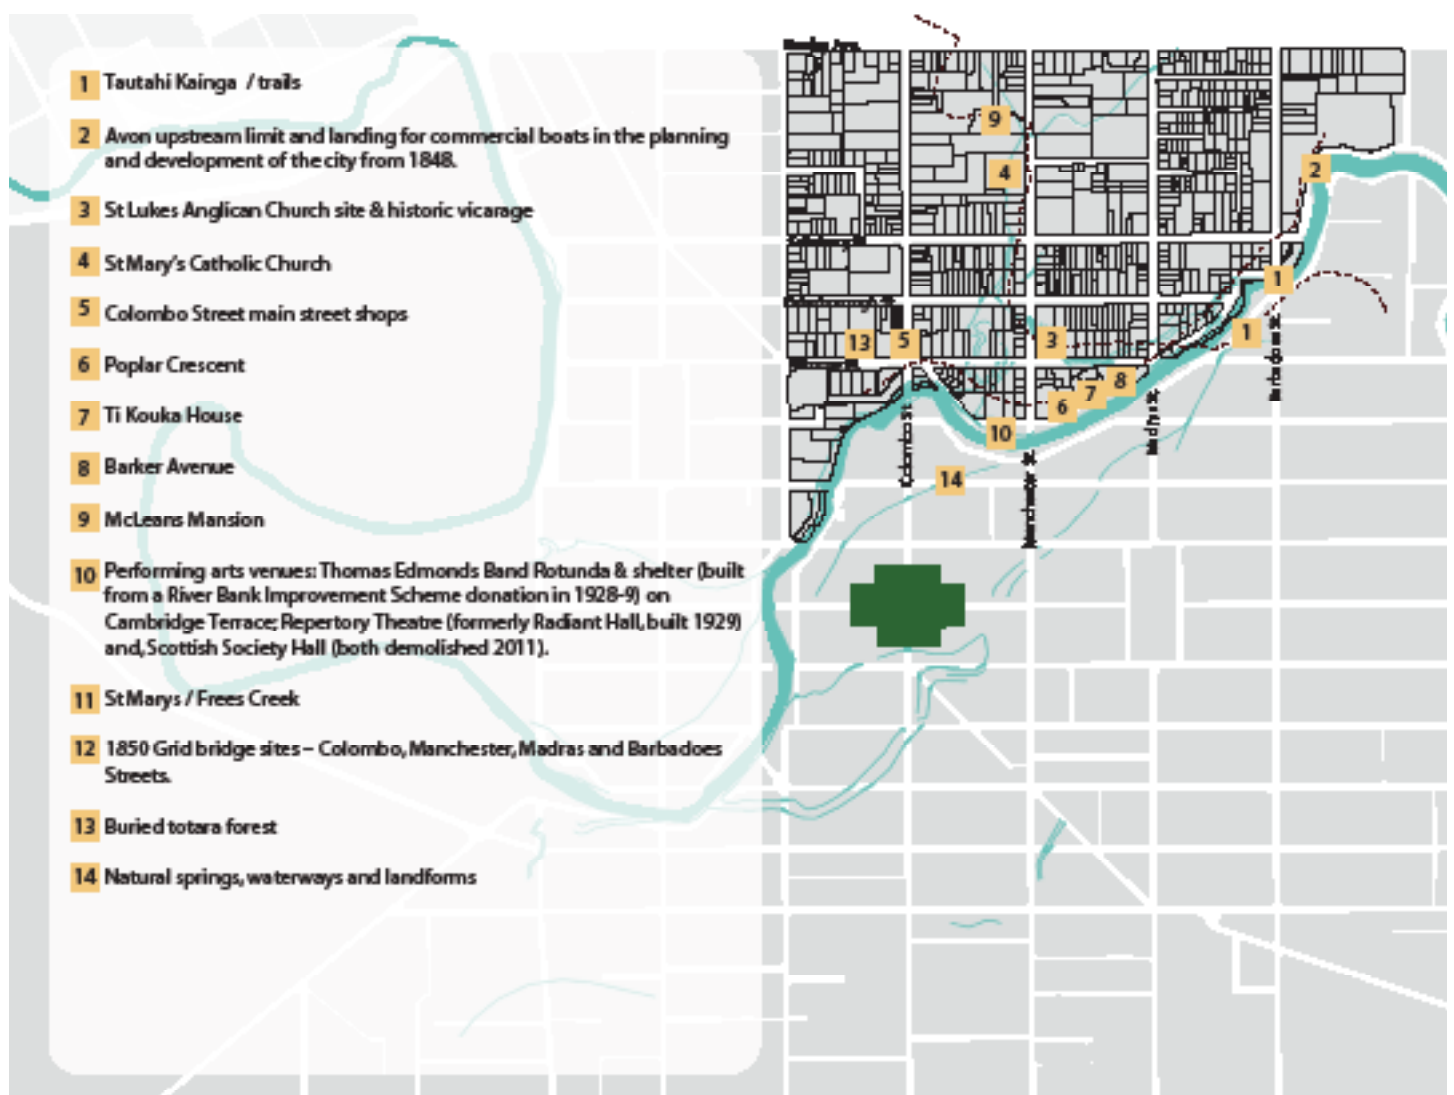 1 Tautahi Kainga / trails
2 Avon upstream limit and landing for commercial boats in the planning
and development of the city from 1848.
3 St Lukes Anglican Church site & historic vicarage
4 St Mary's Catholic Church
5 Colombo Street main street shops
6 Poplar Crescent
7 Ti Kouka House
8 Barker Avenue
9 McLeans Mansion
10 Performing arts venues: Thomas Edmonds Band Rotunda & shelter (built
from a River Bank Improvement Scheme donation in 1928-9) on
Cambridge Terrace; Repertory Theatre (formerly Radiant Hall, built 1929)
and, Scottish Society Hall (both demolished 2011).
11 St Marys / Frees Creek
12 1850 Grid bridge sites – Colombo, Manchester, Madras and Barbadoes
Streets.
13 Buried totara forest
14 Natural springs, waterways and landforms
9
4
2
1
1
13
5
3
8
7
6
10
14
Colombo St
Manchester St
Madras St